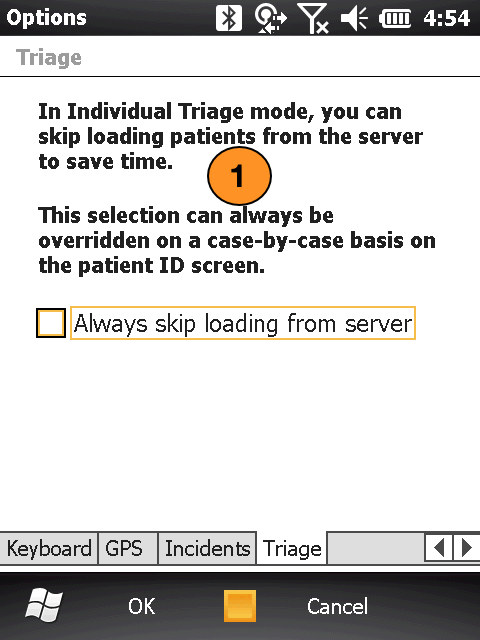 Options 4:54
Triage
In Individual Triage mode, you can
skip loading patients from the server
to save time.
1
This selection can always be
overridden on a case-by-case basis on
the patient ID screen.
Always skip loading from server
Keyboard GPS Incidents Triage
OK Cancel